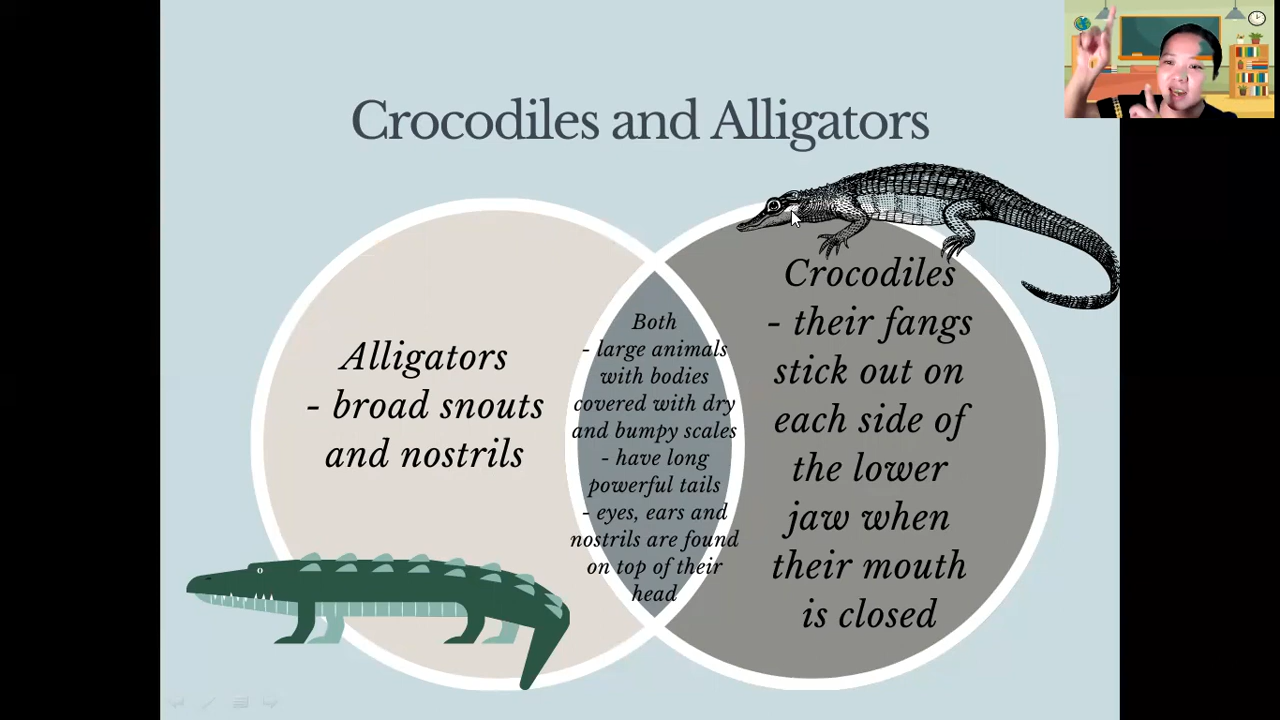 Crocodiles and Alligators
Alligators
- broad snouts
and nostrils
Both
- large animals
with bodies
covered with dry
and bumpy scales
- have long
powerful tails
- eyes, ears and
nostrils are found
on top of their
head
Crocodiles
- their fangs
stick out on
each side of
the lower
jaw when
their mouth
is closed